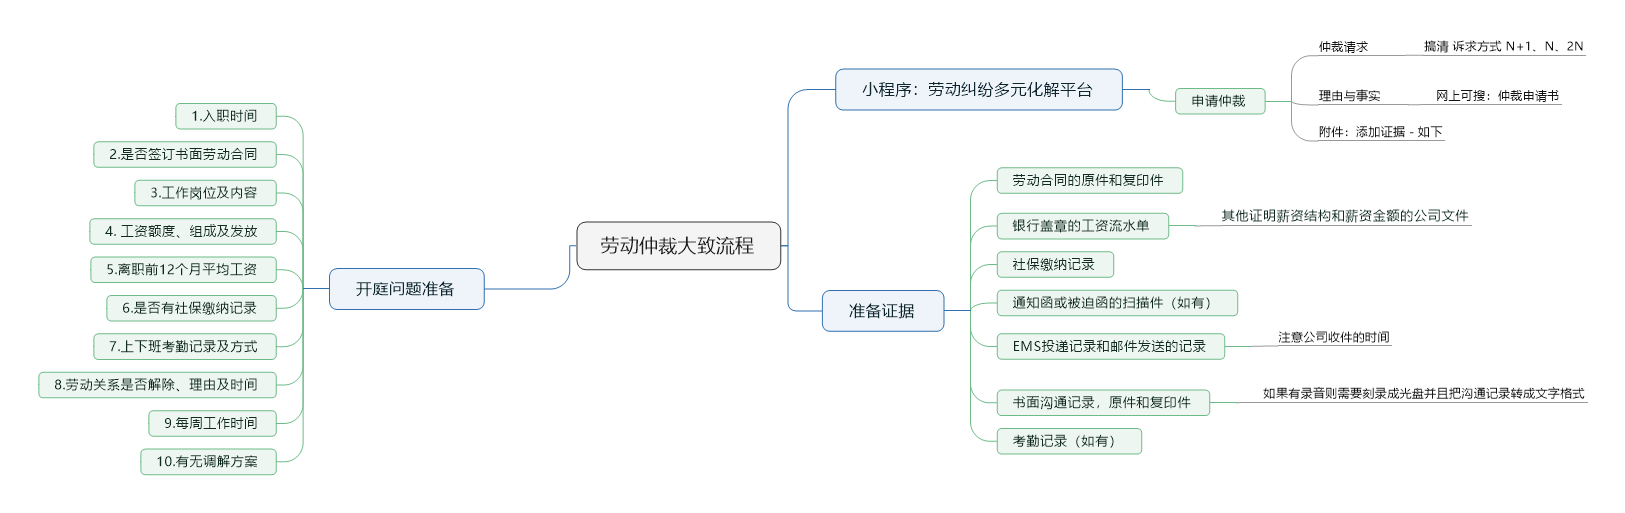 劳动仲裁大致流程
小程序：劳动纠纷多元化解平台
申请仲裁
仲裁请求
搞清 诉求方式 N+1、N、2N
理由与事实
网上可搜：仲裁申请书
附件：添加证据 - 如下
准备证据
劳动合同的原件和复印件
银行盖章的工资流水单
其他证明薪资结构和薪资金额的公司文件
社保缴纳记录
通知函或被迫函的扫描件（如有）
EMS投递记录和邮件发送的记录
注意公司收件的时间
书面沟通记录，原件和复印件
如果有录音则需要刻录成光盘并且把沟通记录转成文字格式
考勤记录（如有）
开庭问题准备
1.入职时间
2.是否签订书面劳动合同
3.工作岗位及内容
4. 工资额度、组成及发放
5.离职前12个月平均工资
6.是否有社保缴纳记录
7.上下班考勤记录及方式
8.劳动关系是否解除、理由及时间
9.每周工作时间
10.有无调解方案